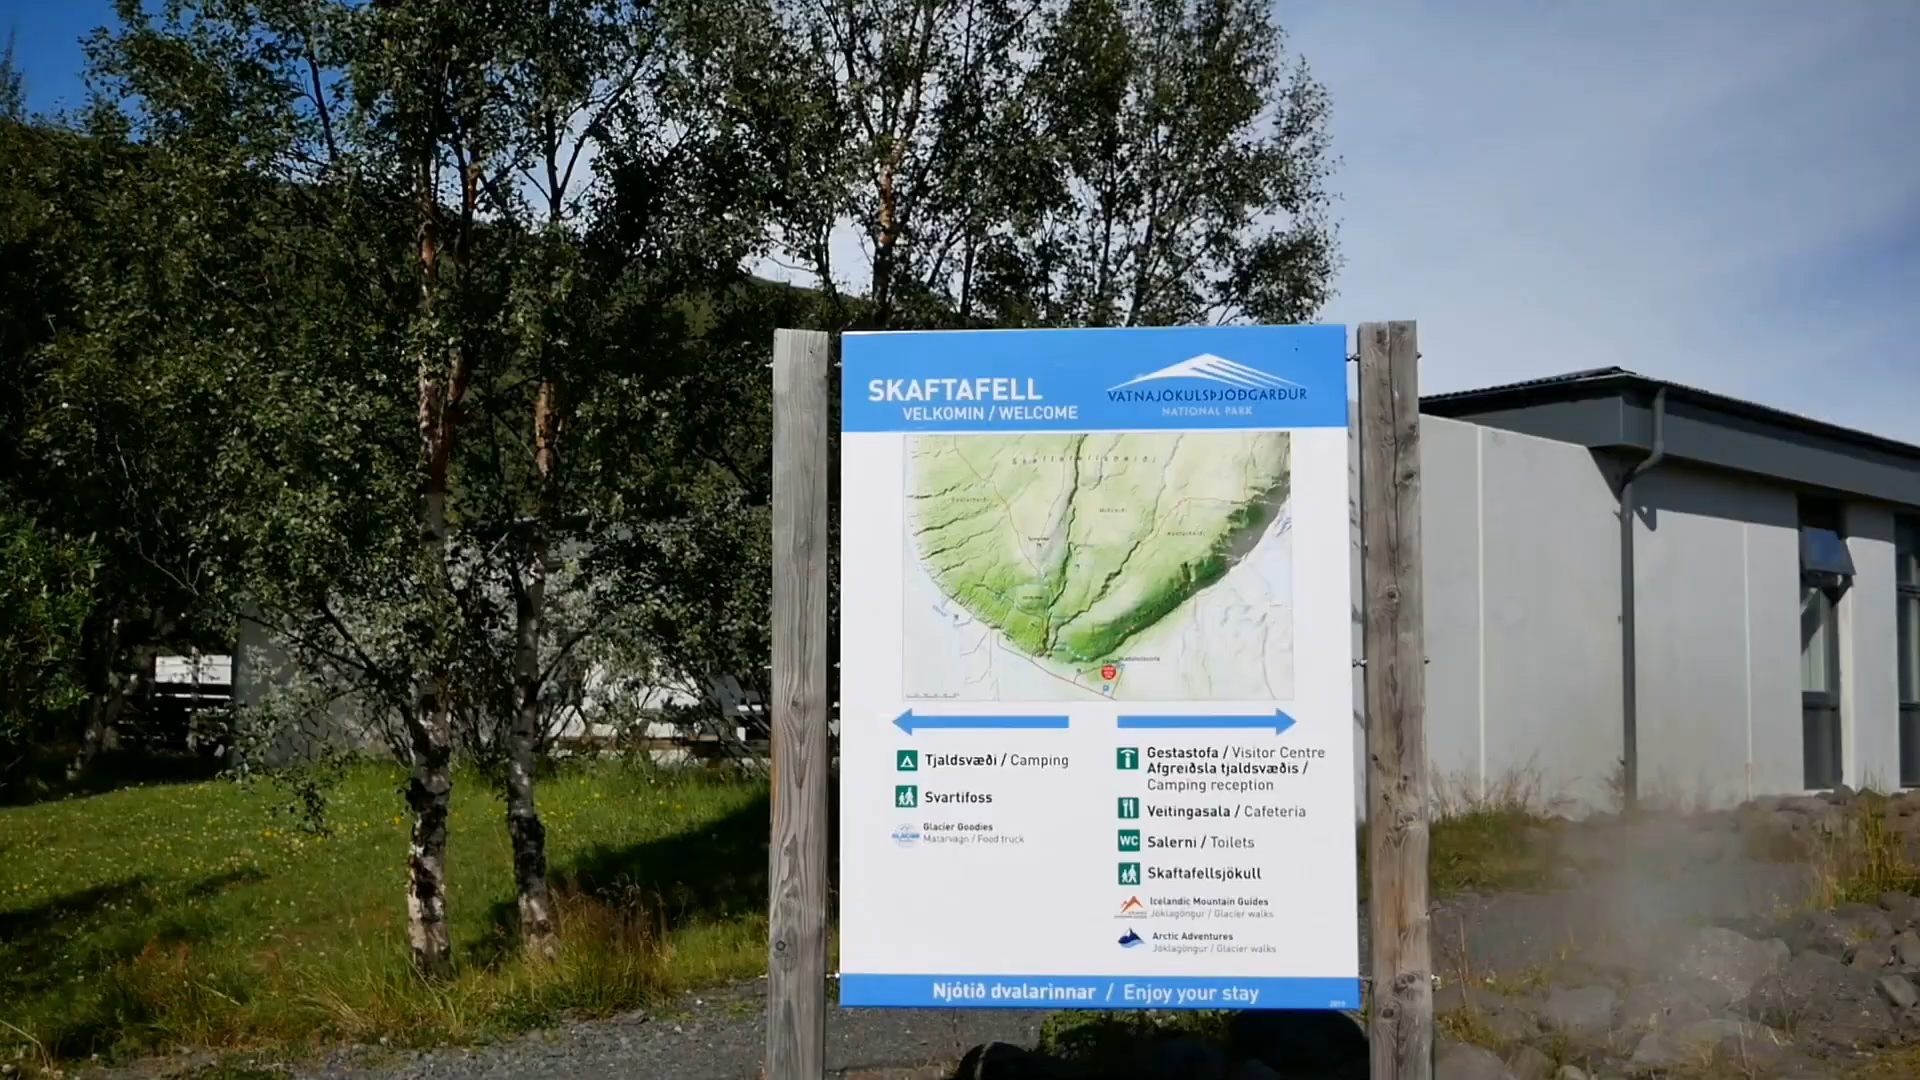 SKAFTAFELL
VELKOMIN / WELCOME
VATNAJÖKULSÞJÓÐGARÐUR
NATIONAL PARK
Tjaldsvæði / Camping
Svartifoss
Glacier Goodies
Matarvagn / Food truck
Gestastofa / Visitor Centre
Afgreiðsla tjaldsvæðis /
Camping reception
Veitingasala / Cafeteria
WC
Salerni / Toilets
Skaftafellsjökull
Icelandic Mountain Guides
Jöklagöngur / Glacier walks
Arctic Adventures
Jöklagöngur / Glacier walks
Njótið dvalarinnar / Enjoy your stay